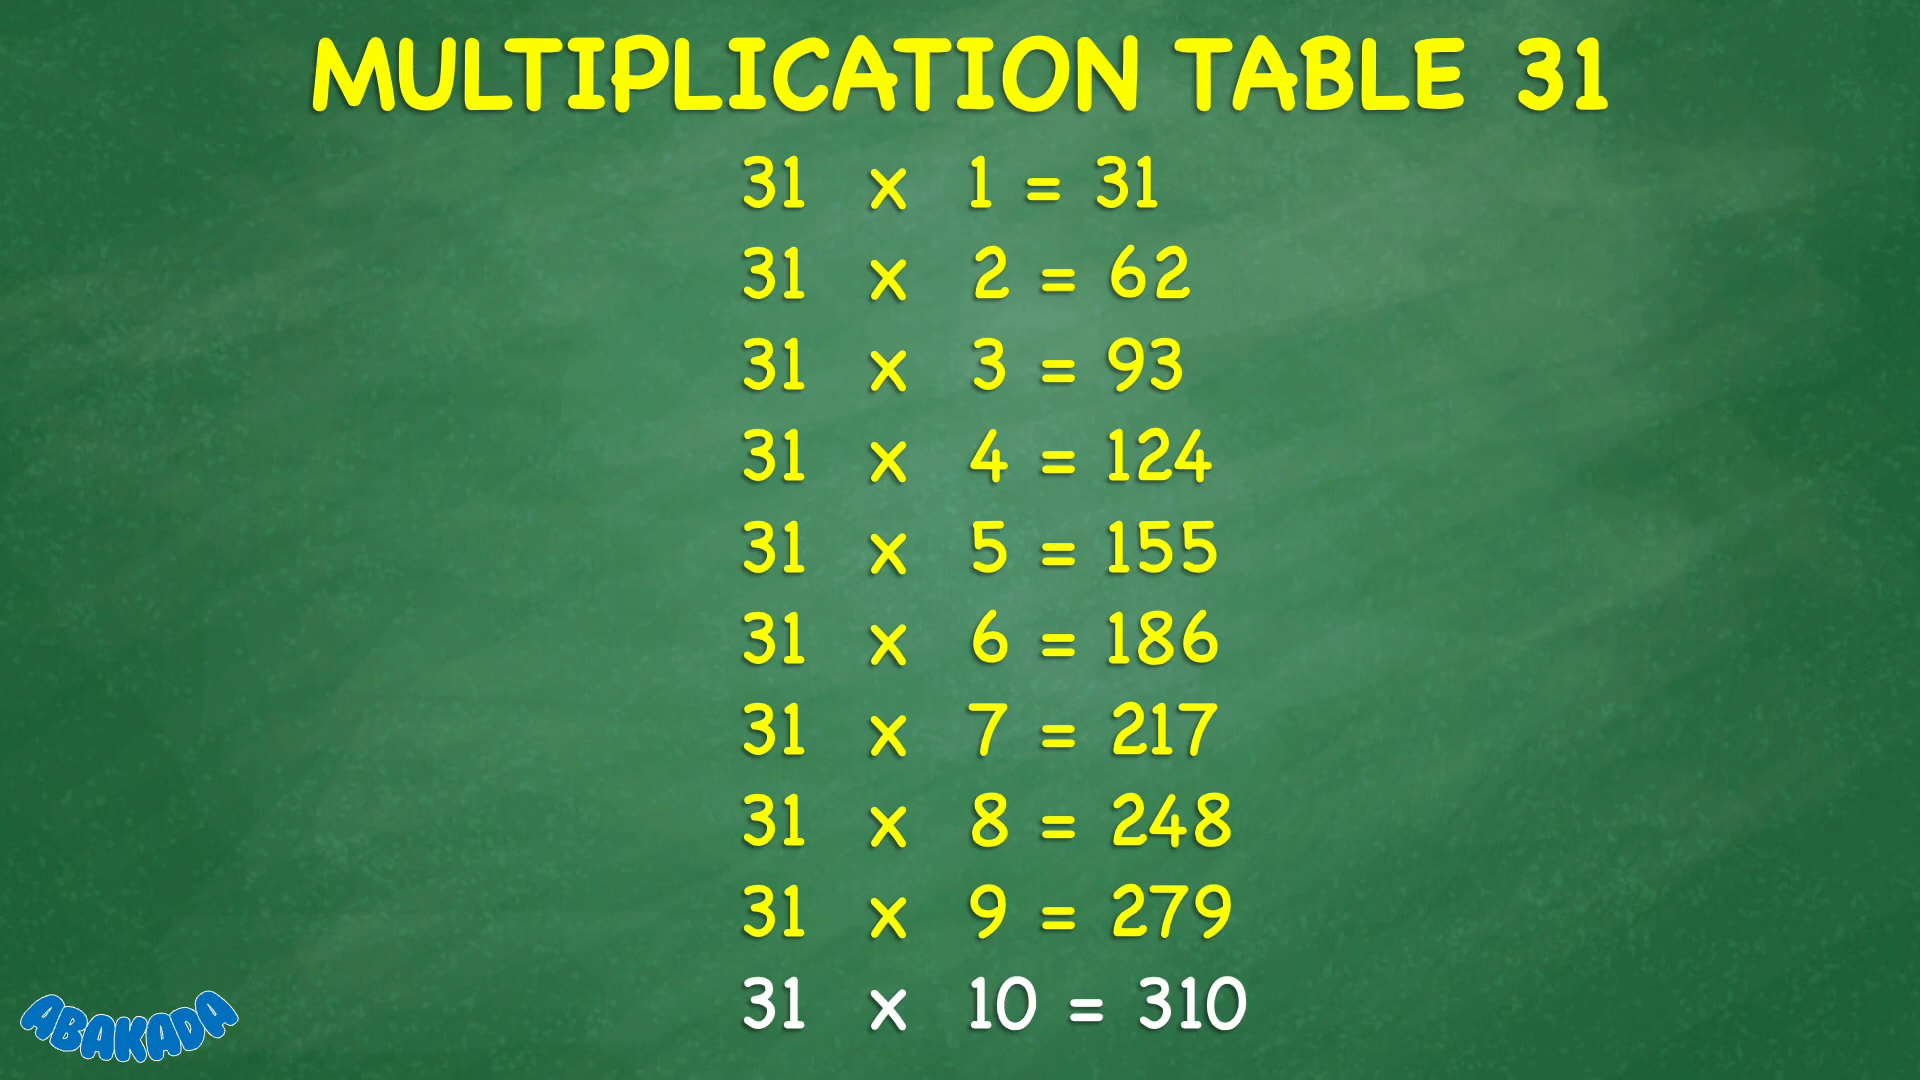 MULTIPLICATION TABLE 31
31 x 1 = 31
31 x 2 = 62
31 x 3 = 93
31 x 4 = 124
31 x 5 = 155
31 x 6 = 186
31 x 7 = 217
31 x 8 = 248
31 x 9 = 279
31 x 10 = 310
ABAKADA